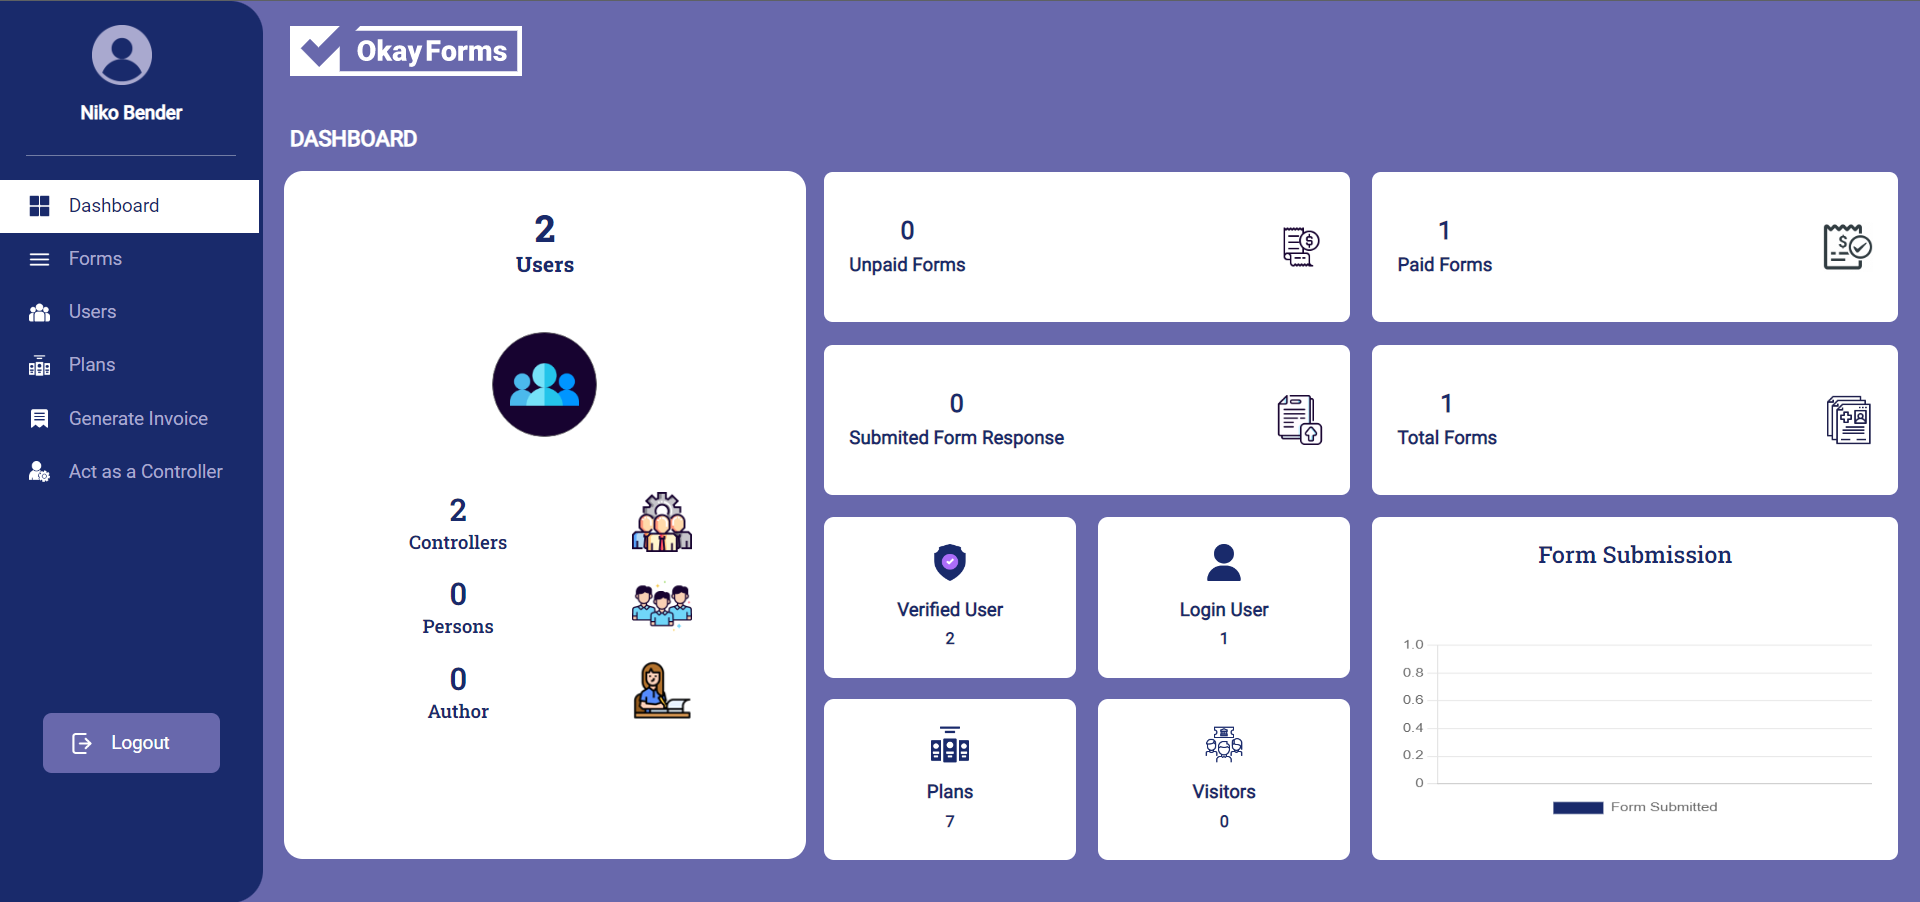 Niko Bender
Dashboard
Forms
Users
Plans
Generate Invoice
Act as a Controller
Logout
OkayForms
DASHBOARD
2
Users
2
Controllers
0
Persons
0
Author
0
Unpaid Forms
1
Paid Forms
0
Submited Form Response
1
Total Forms
Verified User
2
Login User
1
Plans
7
Visitors
0
Form Submission
1.0
0.8
0.6
0.4
0.2
0
Form Submitted